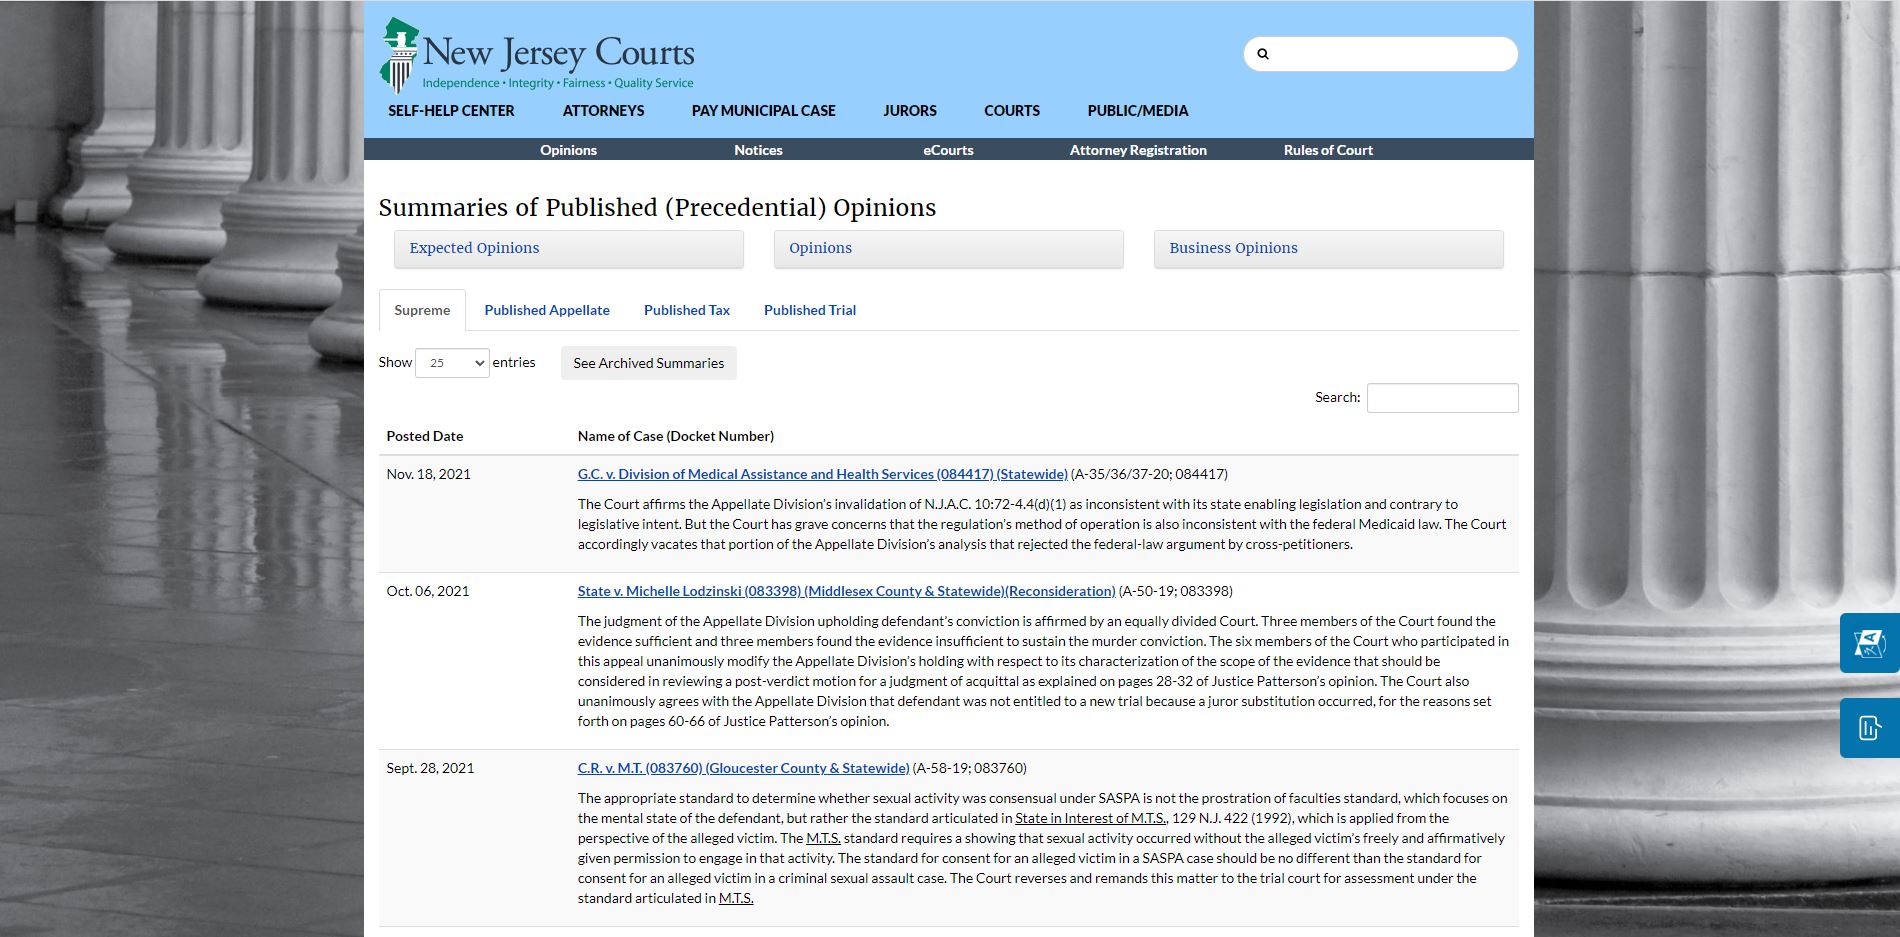 New Jersey Courts
Independence • Integrity • Fairness • Quality Service
SELF-HELP CENTER ATTORNEYS PAY MUNICIPAL CASE JURORS COURTS PUBLIC/MEDIA
Opinions Notices eCourts Attorney Registration Rules of Court
Summaries of Published (Precedential) Opinions
Expected Opinions Opinions Business Opinions
Supreme Published Appellate Published Tax Published Trial
Show 25 entries See Archived Summaries
Search:
Posted Date Name of Case (Docket Number)
Nov. 18, 2021 G.C. v. Division of Medical Assistance and Health Services (084417) (Statewide) (A-35/36/37-20; 084417)
The Court affirms the Appellate Division's invalidation of N.J.A.C. 10:72-4.4(d)(1) as inconsistent with its state enabling legislation and contrary to
legislative intent. But the Court has grave concerns that the regulation's method of operation is also inconsistent with the federal Medicaid law. The Court
accordingly vacates that portion of the Appellate Division's analysis that rejected the federal-law argument by cross-petitioners.
Oct. 06, 2021 State v. Michelle Lodzinski (083398) (Middlesex County & Statewide)(Reconsideration) (A-50-19; 083398)
The judgment of the Appellate Division upholding defendant's conviction is affirmed by an equally divided Court. Three members of the Court found the
evidence sufficient and three members found the evidence insufficient to sustain the murder conviction. The six members of the Court who participated in
this appeal unanimously modify the Appellate Division's holding with respect to its characterization of the scope of the evidence that should be
considered in reviewing a post-verdict motion for a judgment of acquittal as explained on pages 28-32 of Justice Patterson's opinion. The Court also
unanimously agrees with the Appellate Division that defendant was not entitled to a new trial because a juror substitution occurred, for the reasons set
forth on pages 60-66 of Justice Patterson's opinion.
Sept. 28, 2021 C.R. v. M.T. (083760) (Gloucester County & Statewide) (A-58-19; 083760)
The appropriate standard to determine whether sexual activity was consensual under SASPA is not the prostration of faculties standard, which focuses on
the mental state of the defendant, but rather the standard articulated in State in Interest of M.T.S., 129 N.J. 422 (1992), which is applied from the
perspective of the alleged victim. The M.T.S. standard requires a showing that sexual activity occurred without the alleged victim's freely and affirmatively
given permission to engage in that activity. The standard for consent for an alleged victim in a SASPA case should be no different than the standard for
consent for an alleged victim in a criminal sexual assault case. The Court reverses and remands this matter to the trial court for assessment under the
standard articulated in M.T.S.